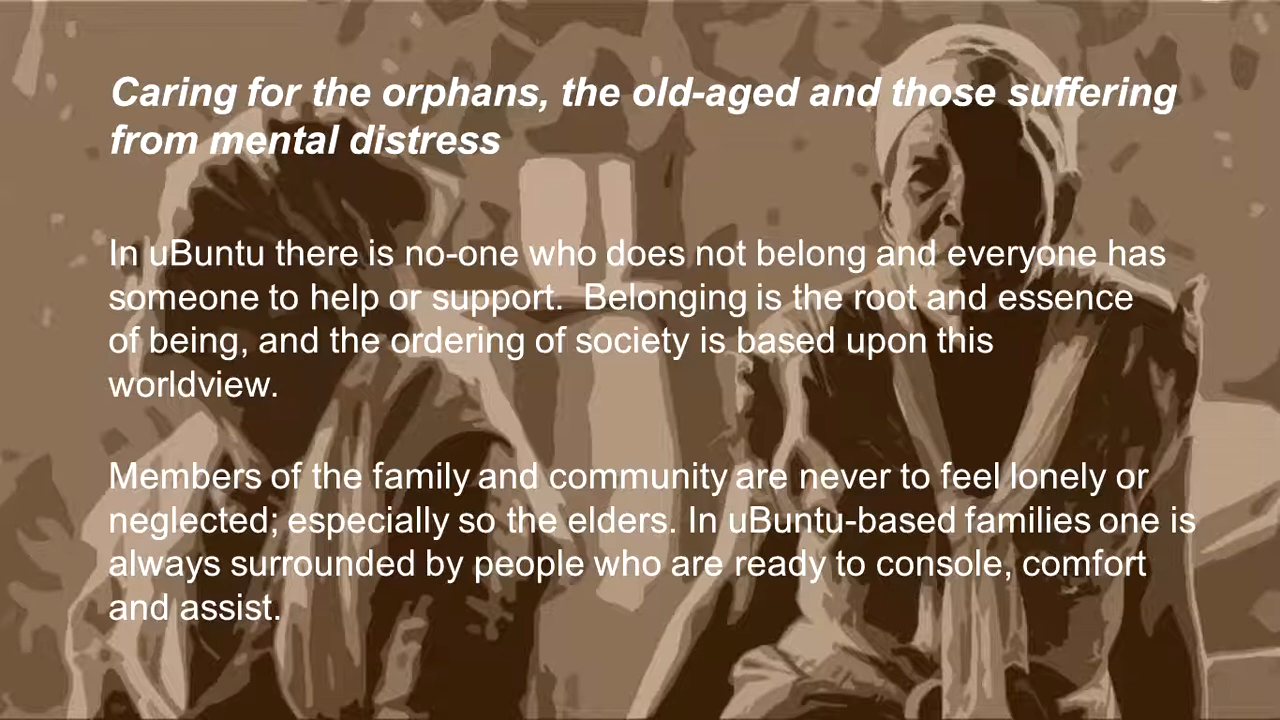 Caring for the orphans, the old-aged and those suffering
from mental distress
In uBuntu there is no-one who does not belong and everyone has
someone to help or support.  Belonging is the root and essence
of being, and the ordering of society is based upon this
worldview.
Members of the family and community are never to feel lonely or
neglected; especially so the elders. In uBuntu-based families one is
always surrounded by people who are ready to console, comfort
and assist.